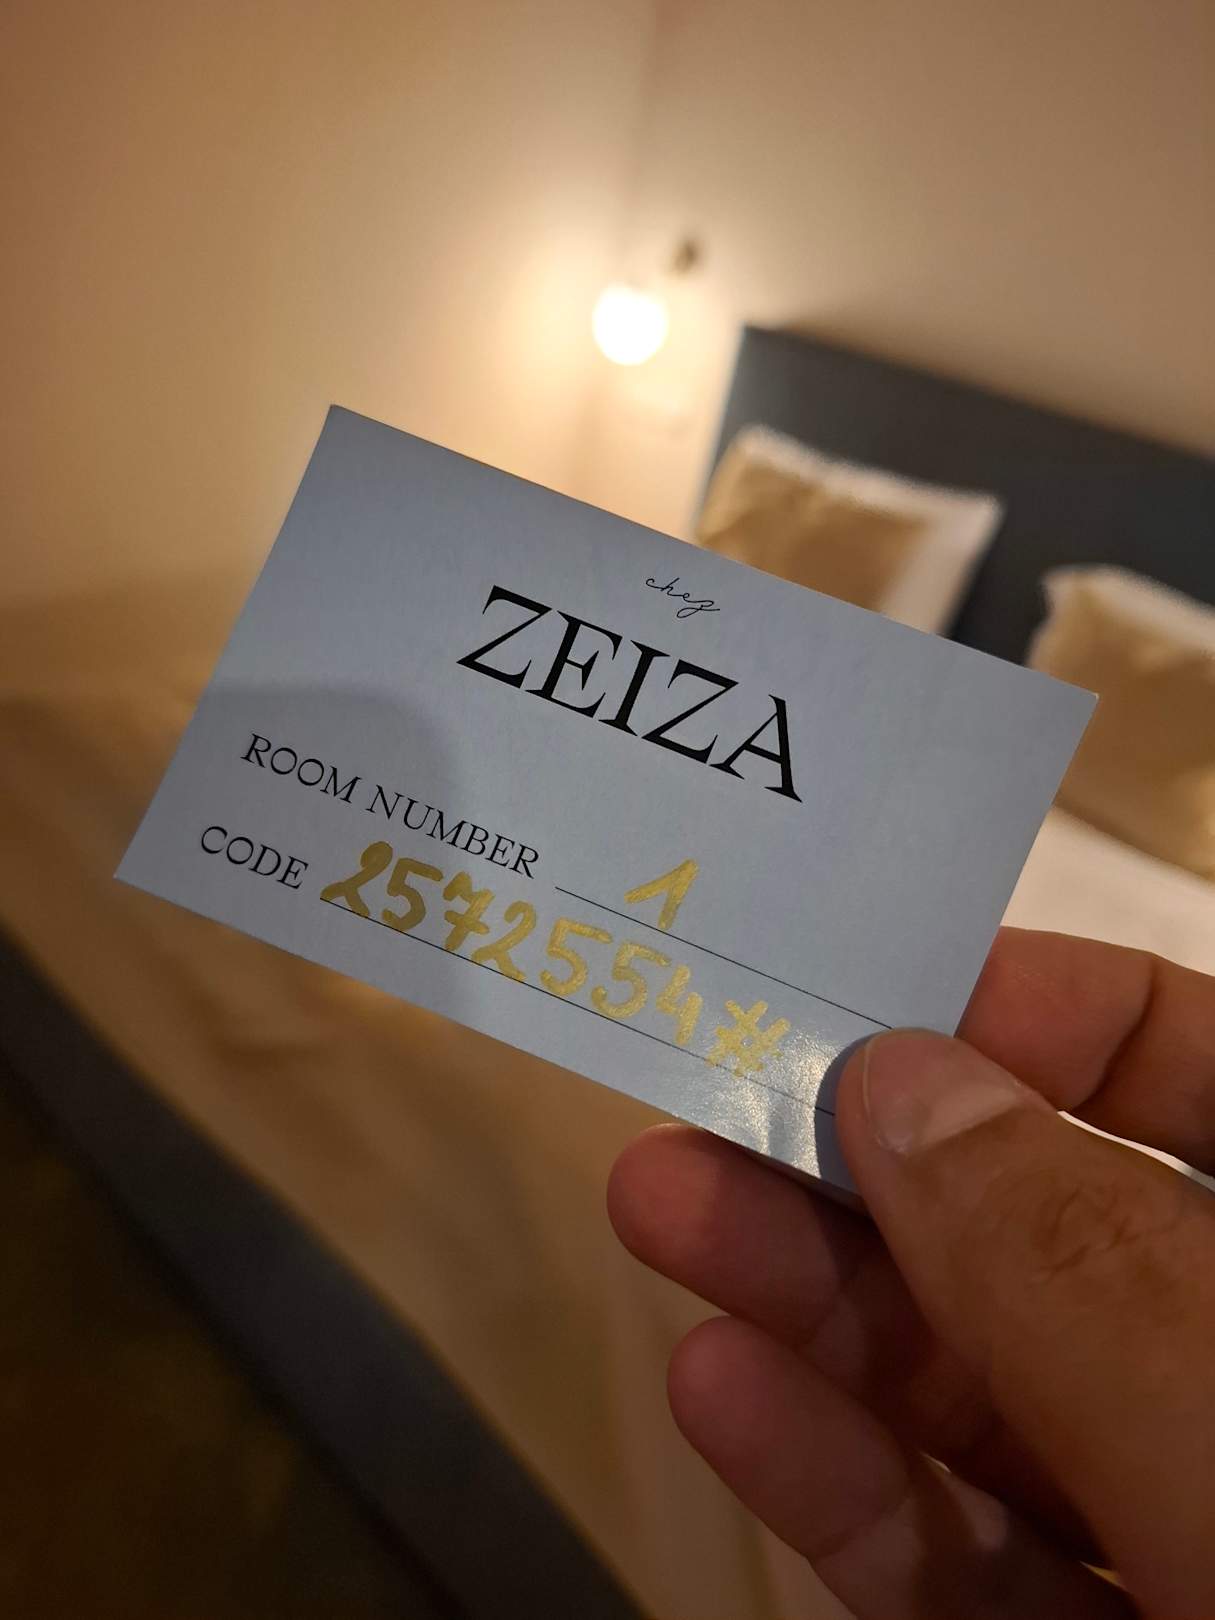 chez
ZEIZA
ROOM NUMBER 1
CODE 2572554#